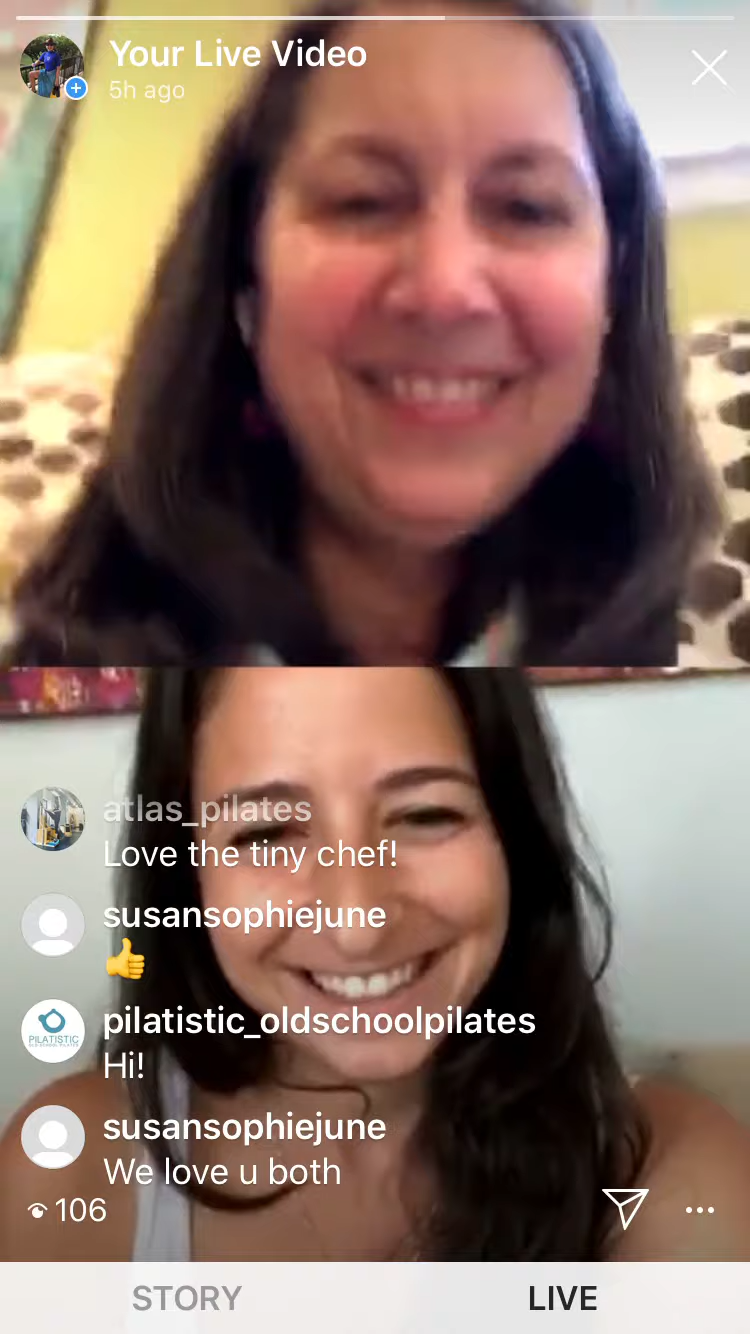 Your Live Video
5h ago
atlas_pilates
Love the tiny chef!
susansophiejune
👍
PILATISTIC
pilatistic_oldschoolpilates
Hi!
susansophiejune
We love u both
106
STORY
LIVE